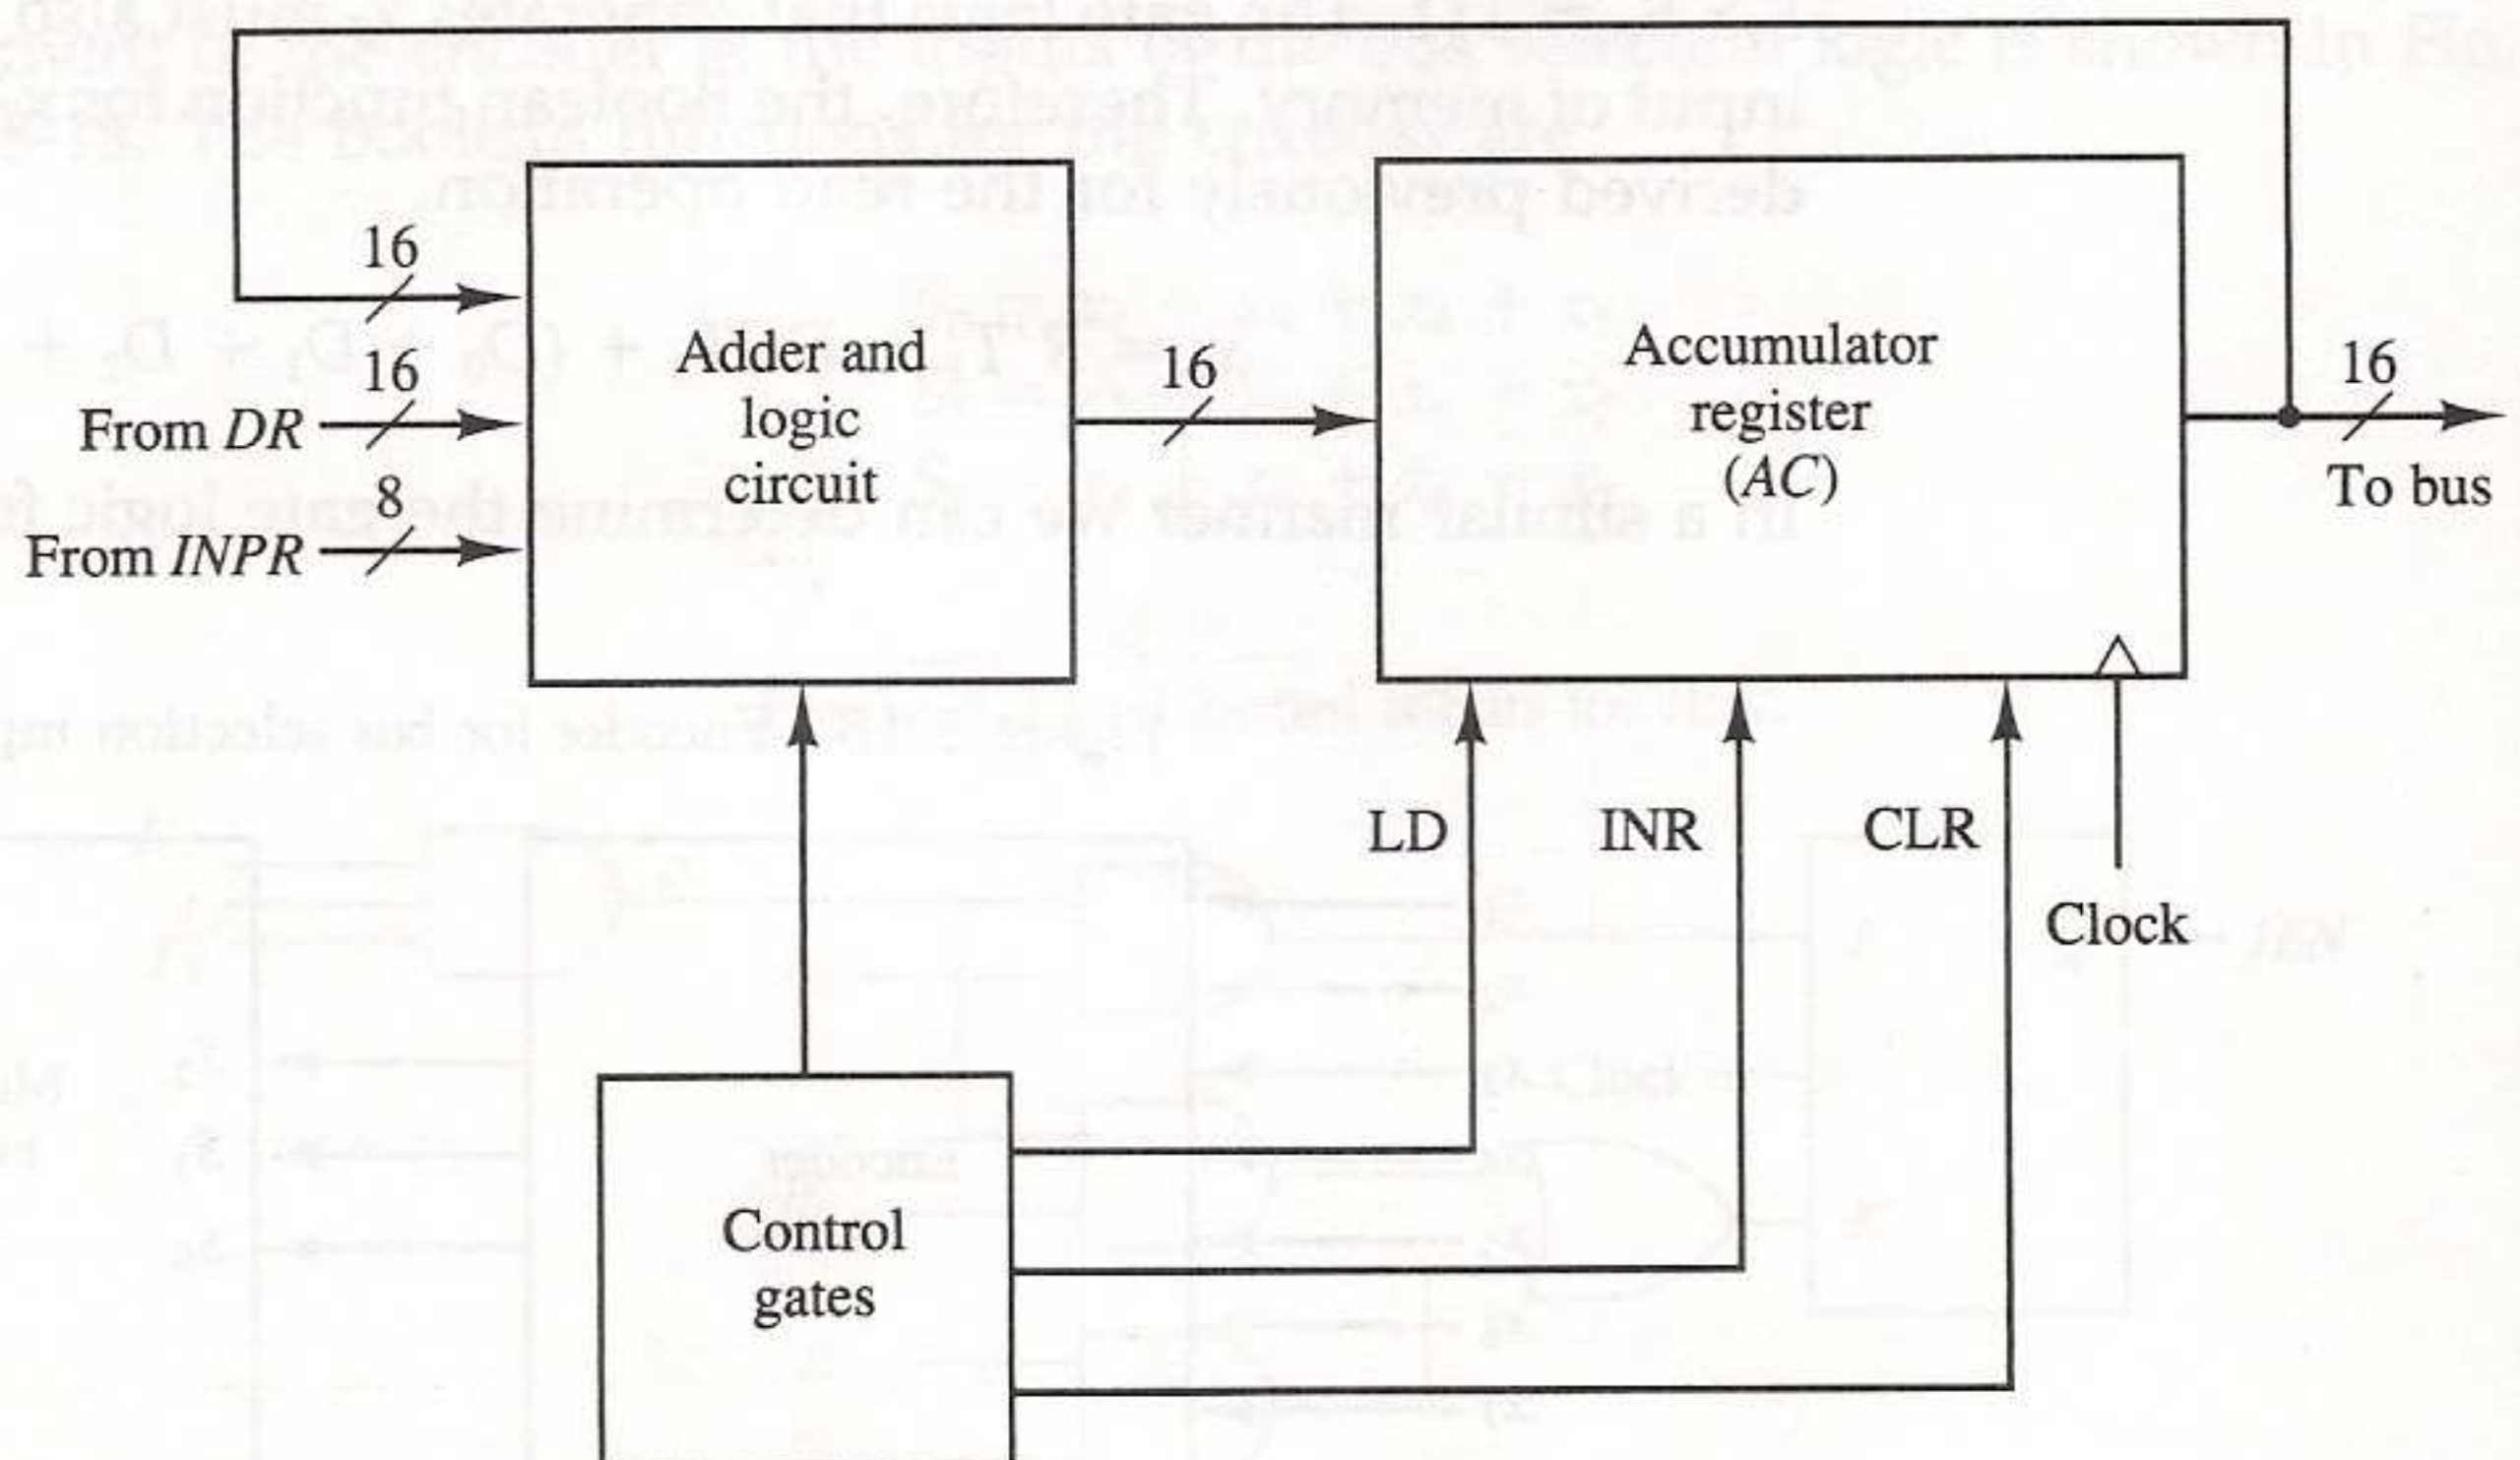 16
16
From DR
8
From INPR
Adder and
logic
circuit
16
Accumulator
register
(AC)
16
To bus
LD
INR
CLR
Clock
Control
gates